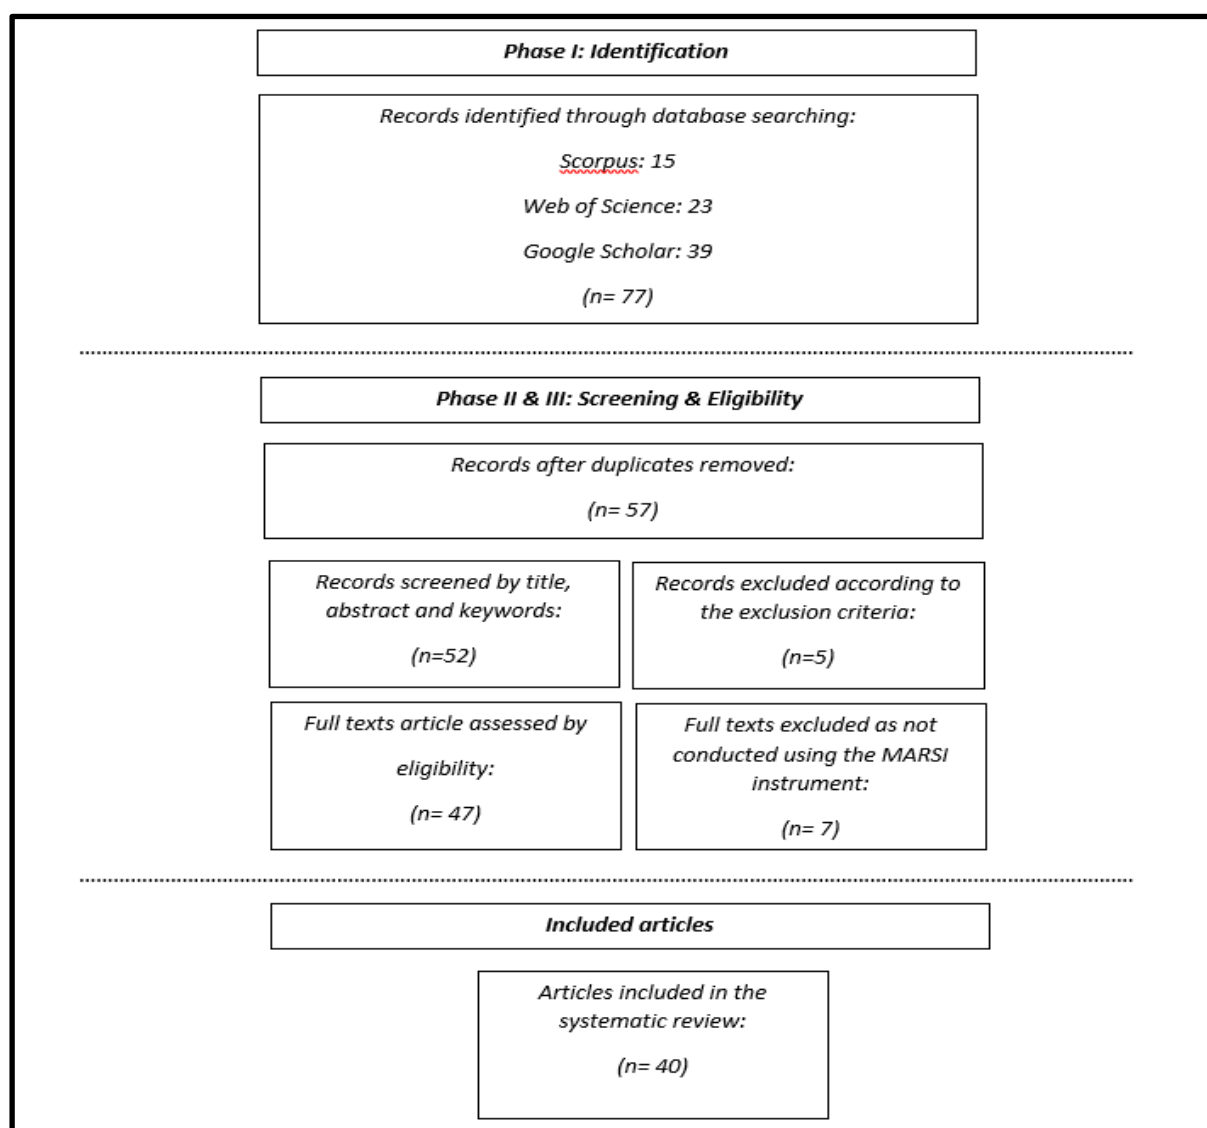 Phase I: Identification
Records identified through database searching:
Scorpus: 15
Web of Science: 23
Google Scholar: 39
(n= 77)
Phase II & III: Screening & Eligibility
Records after duplicates removed:
(n= 57)
Records screened by title,
abstract and keywords:
(n=52)
Records excluded according to
the exclusion criteria:
(n=5)
Full texts article assessed by
eligibility:
(n= 47)
Full texts excluded as not
conducted using the MARSI
instrument:
(n= 7)
Included articles
Articles included in the
systematic review:
(n= 40)